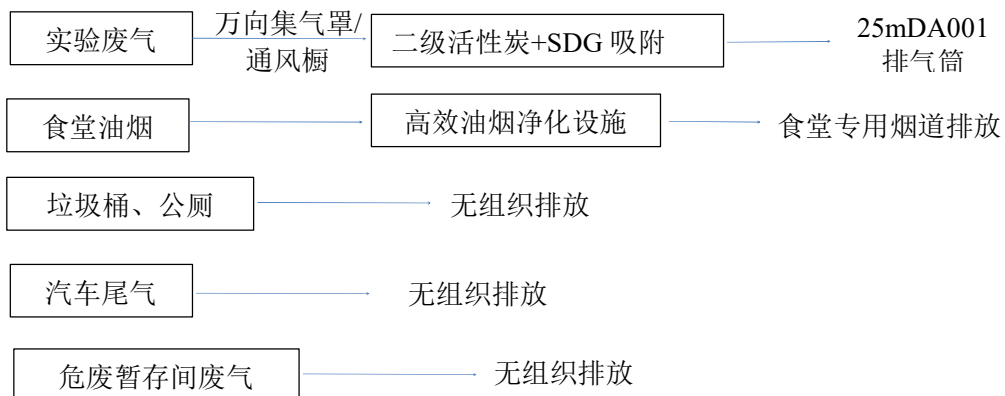 实验废气
万向集气罩/
通风橱
二级活性炭+SDG 吸附
25mDA001
排气筒
食堂油烟
高效油烟净化设施
食堂专用烟道排放
垃圾桶、公厕
无组织排放
汽车尾气
无组织排放
危废暂存间废气
无组织排放